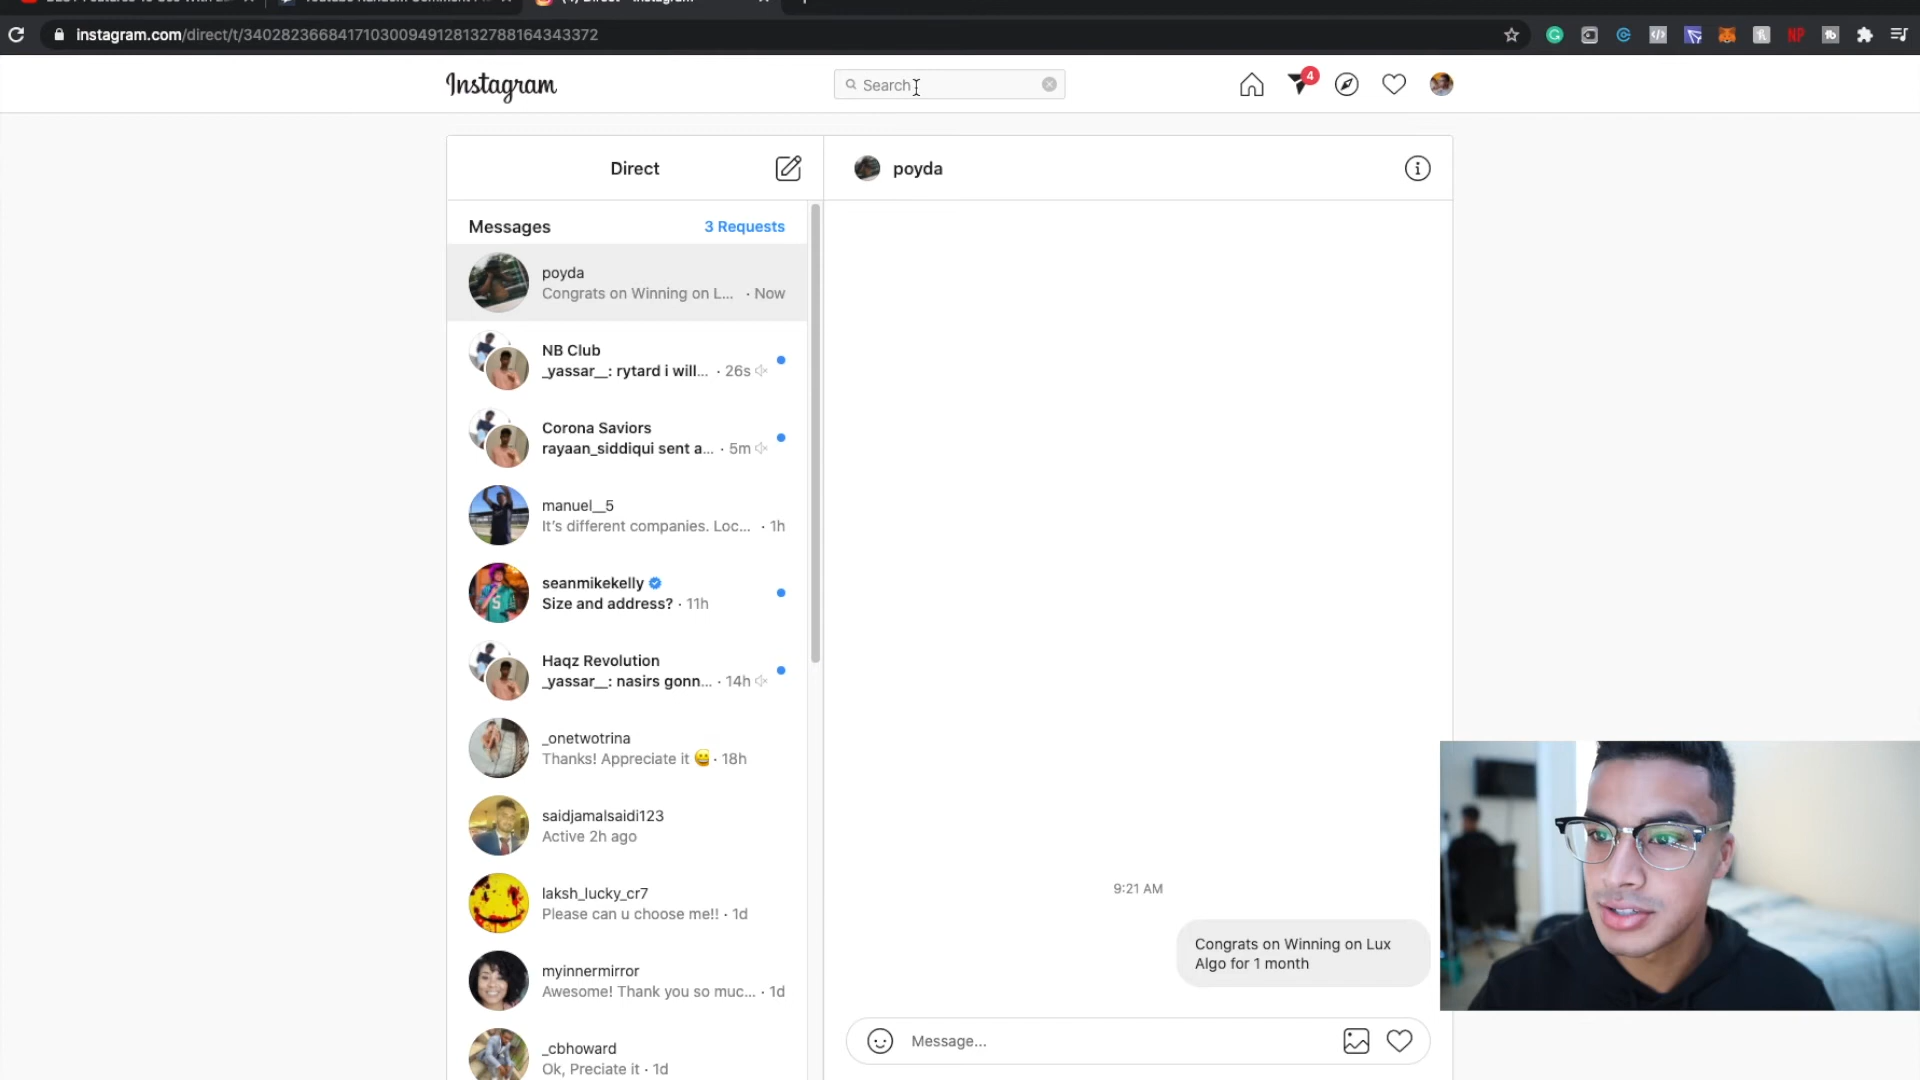 instagram.com/direct/t/340282366841710300949128132788164343372
Instagram
Search
4
Direct
poyda
Messages
3 Requests
poyda
Congrats on Winning on L... · Now
NB Club
_yassar__: rytard i will... · 26s
Corona Saviors
rayaan_siddiqui sent a... · 5m
manuel__5
It's different companies. Loc... · 1h
seanmikekelly
Size and address? · 11h
Haqz Revolution
_yassar__: nasirs gonn... · 14h
_onetwotrina
Thanks! Appreciate it 😀 · 18h
saidjamalsaidi123
Active 2h ago
laksh_lucky_cr7
Please can u choose me!! · 1d
myinnermirror
Awesome! Thank you so muc... · 1d
_cbhoward
Ok, Preciate it · 1d
9:21 AM
Congrats on Winning on Lux
Algo for 1 month
Message...